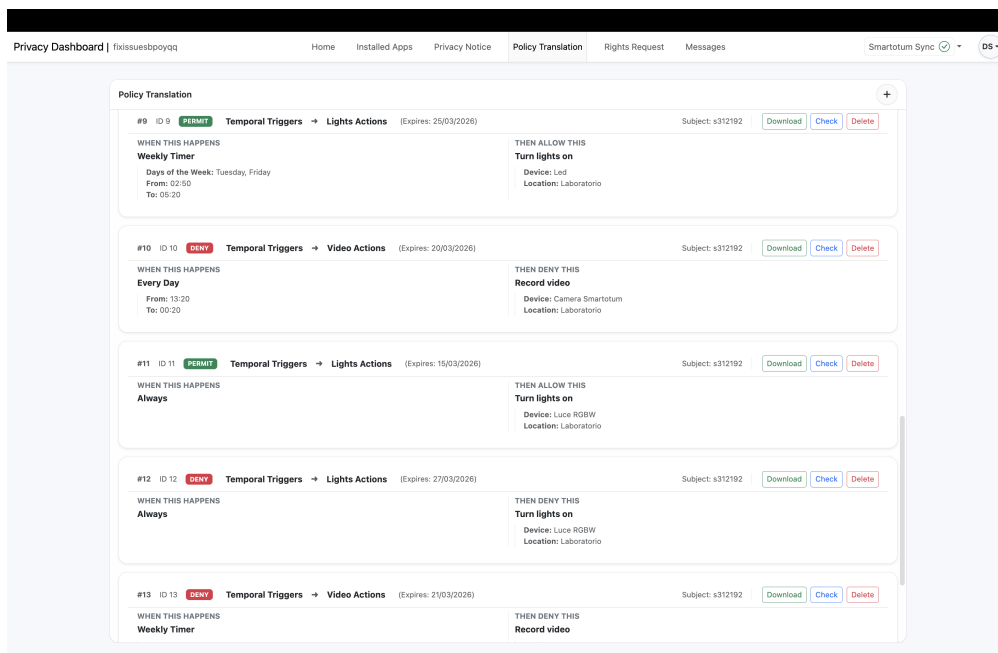 Privacy Dashboard | fixissuesbpoyqq Home Installed Apps Privacy Notice Policy Translation Rights Request Messages Smartotum Sync DS
Policy Translation +
#9 ID 9 PERMIT Temporal Triggers → Lights Actions (Expires: 25/03/2026) Subject: s312192 Download Check Delete
WHEN THIS HAPPENS
Weekly Timer
Days of the Week: Tuesday, Friday
From: 02:50
To: 05:20
THEN ALLOW THIS
Turn lights on
Device: Led
Location: Laboratorio
#10 ID 10 DENY Temporal Triggers → Video Actions (Expires: 20/03/2026) Subject: s312192 Download Check Delete
WHEN THIS HAPPENS
Every Day
From: 13:20
To: 00:20
THEN DENY THIS
Record video
Device: Camera Smartotum
Location: Laboratorio
#11 ID 11 PERMIT Temporal Triggers → Lights Actions (Expires: 15/03/2026) Subject: s312192 Download Check Delete
WHEN THIS HAPPENS
Always
THEN ALLOW THIS
Turn lights on
Device: Luce RGBW
Location: Laboratorio
#12 ID 12 DENY Temporal Triggers → Lights Actions (Expires: 27/03/2026) Subject: s312192 Download Check Delete
WHEN THIS HAPPENS
Always
THEN DENY THIS
Turn lights on
Device: Luce RGBW
Location: Laboratorio
#13 ID 13 DENY Temporal Triggers → Video Actions (Expires: 21/03/2026) Subject: s312192 Download Check Delete
WHEN THIS HAPPENS
Weekly Timer
THEN DENY THIS
Record video